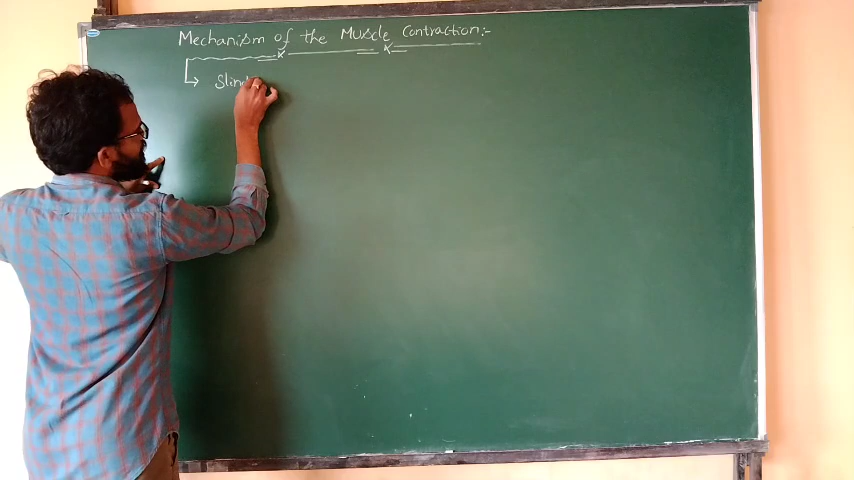 Mechanism of the Muscle Contraction:-